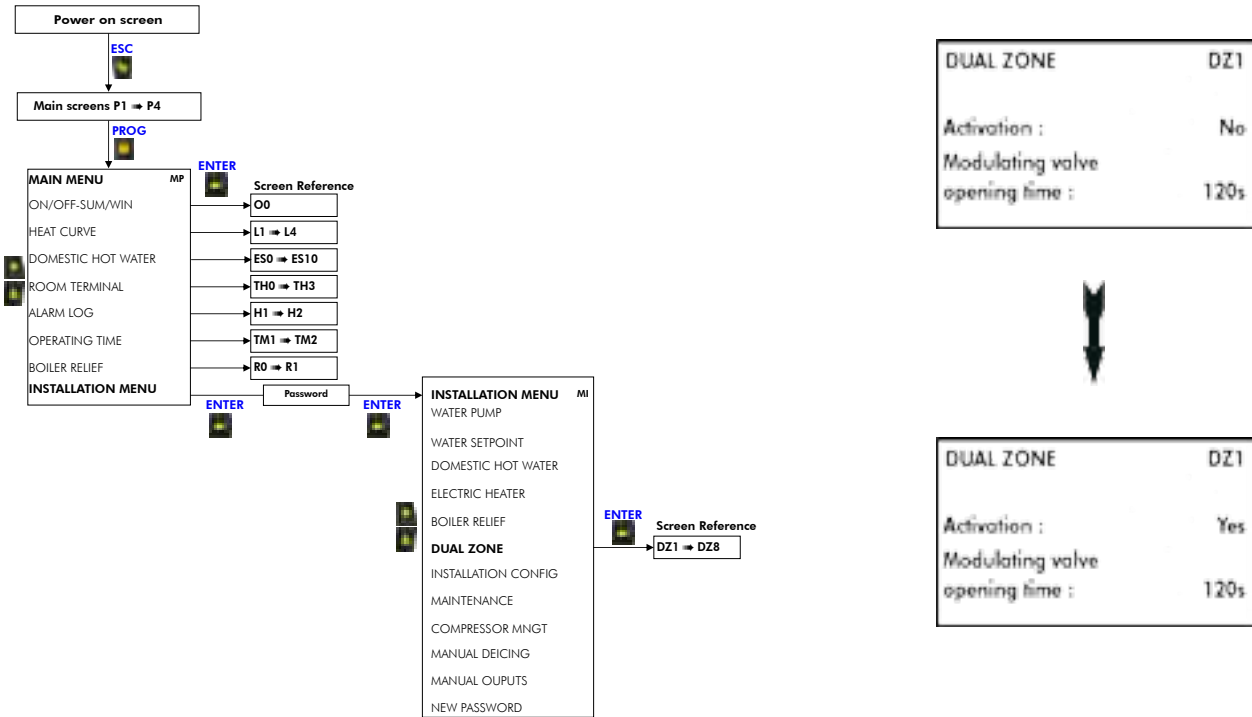 Power on screen
ESC
Main screens P1 ➠ P4
PROG
MAIN MENU MP
ENTER
Screen Reference
ON/OFF-SUM/WIN
O0
HEAT CURVE
L1 ➠ L4
DOMESTIC HOT WATER
ES0 ➠ ES10
ROOM TERMINAL
TH0 ➠ TH3
ALARM LOG
H1 ➠ H2
OPERATING TIME
TM1 ➠ TM2
BOILER RELIEF
R0 ➠ R1
INSTALLATION MENU
ENTER
Password
ENTER
INSTALLATION MENU MI
WATER PUMP
WATER SETPOINT
DOMESTIC HOT WATER
ELECTRIC HEATER
BOILER RELIEF
DUAL ZONE
INSTALLATION CONFIG
MAINTENANCE
COMPRESSOR MNGT
MANUAL DEICING
MANUAL OUPUTS
NEW PASSWORD
ENTER
Screen Reference
DZ1 ➠ DZ8
DUAL ZONE DZ1
Activation : No
Modulating valve
opening time : 120s
DUAL ZONE DZ1
Activation : Yes
Modulating valve
opening time : 120s